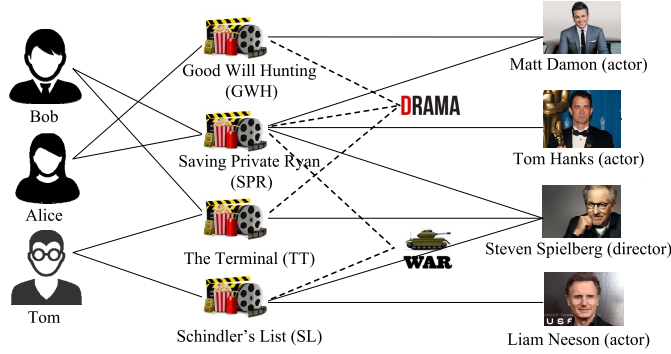 Bob
Alice
Tom
Good Will Hunting
(GWH)
Saving Private Ryan
(SPR)
The Terminal (TT)
Schindler's List (SL)
DRAMA
WAR
Matt Damon (actor)
Tom Hanks (actor)
Steven Spielberg (director)
USF
Liam Neeson (actor)